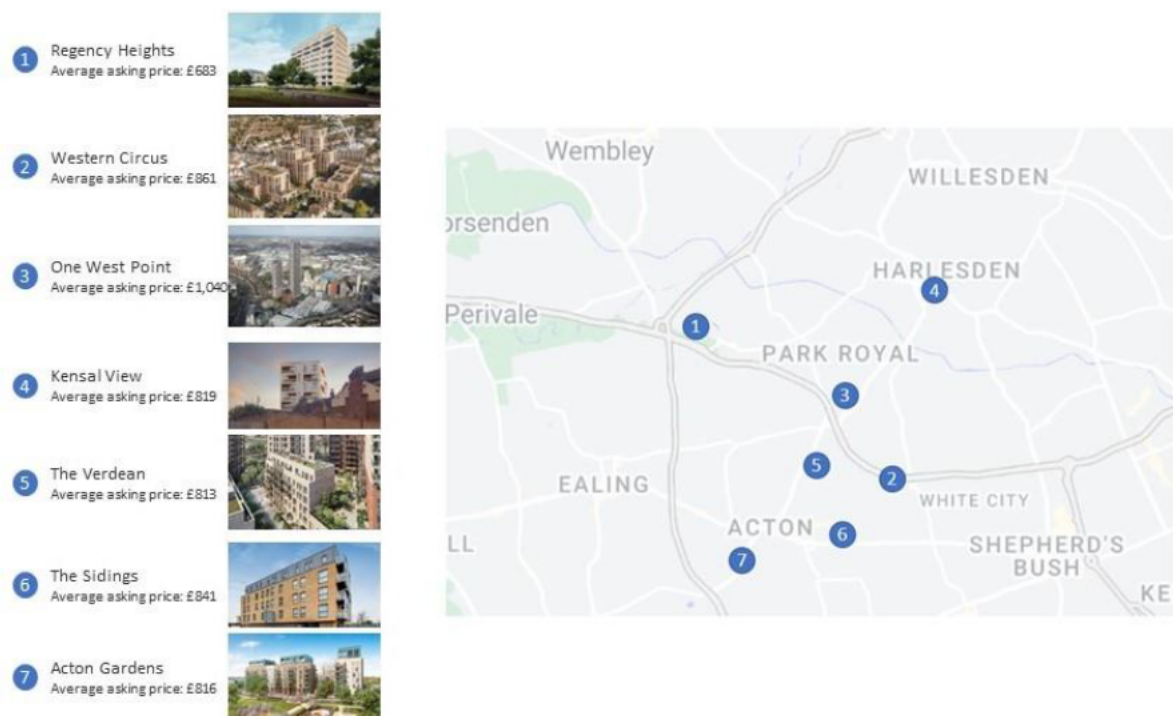 1
Regency Heights
Average asking price: £683
2
Western Circus
Average asking price: £861
3
One West Point
Average asking price: £1,040
4
Kensal View
Average asking price: £819
5
The Verdean
Average asking price: £813
6
The Sidings
Average asking price: £841
7
Acton Gardens
Average asking price: £816
Wembley
WILLESDEN
orsenden
HARLESDEN
4
Perivale
1
PARK ROYAL
3
5
EALING
2
WHITE CITY
ACTON
6
LL
SHEPHERD'S
BUSH
7
KE